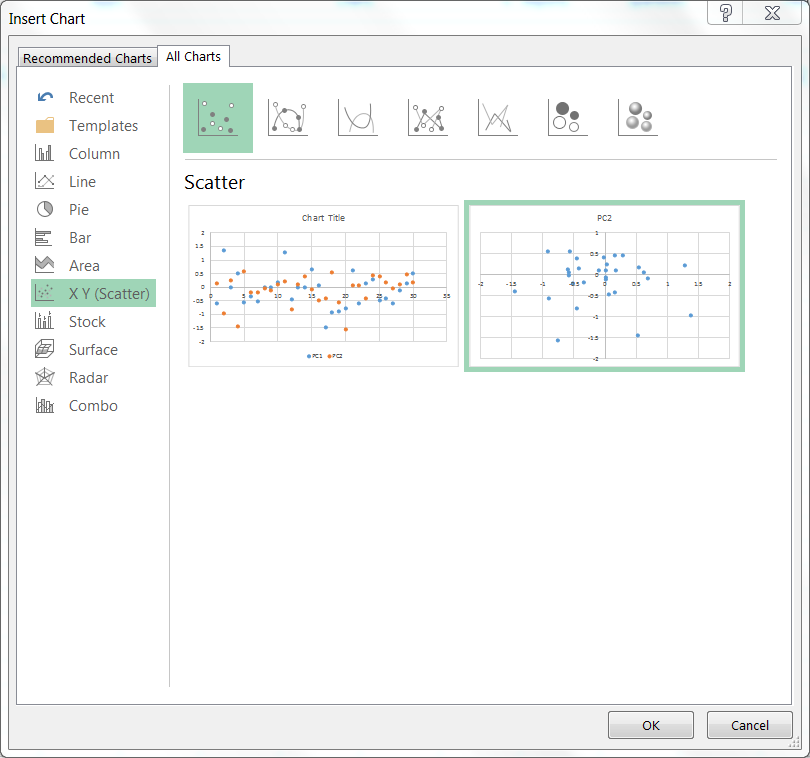 Insert Chart
Recommended Charts
All Charts
Recent
Templates
Column
Line
Pie
Bar
Area
X Y (Scatter)
Stock
Surface
Radar
Combo
Scatter
Chart Title
2
1.5
1
0.5
0
-0.5
-1
-1.5
-2
0 5 10 15 20 25 30 35
PC1 PC2
PC2
1
0.5
0
-2 -1.5 -1 -0.5 0 0.5 1 1.5 2
-0.5
-1
-1.5
-2
OK
Cancel